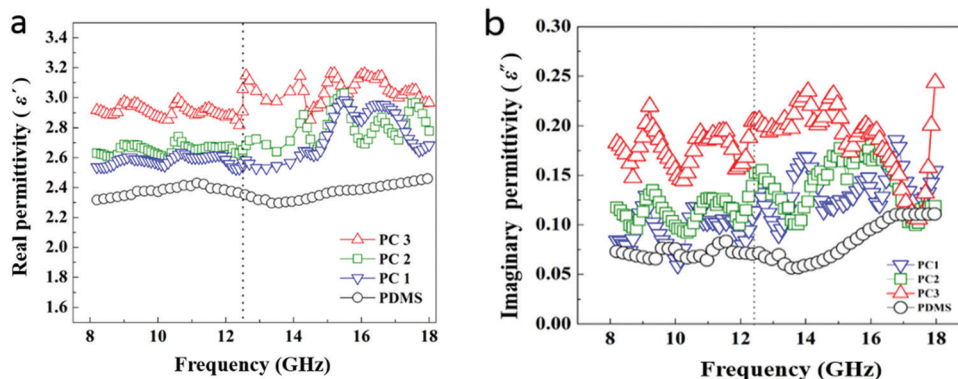 a
3.4
3.2
3.0
2.8
2.6
2.4
2.2
2.0
1.8
1.6
Real permittivity ( ε′ )
PC 3
PC 2
PC 1
PDMS
8 10 12 14 16 18
Frequency (GHz)
b
0.30
0.25
0.20
0.15
0.10
0.05
0.00
Imaginary permittivity ( ε″ )
PC1
PC2
PC3
PDMS
8 10 12 14 16 18
Frequency (GHz)